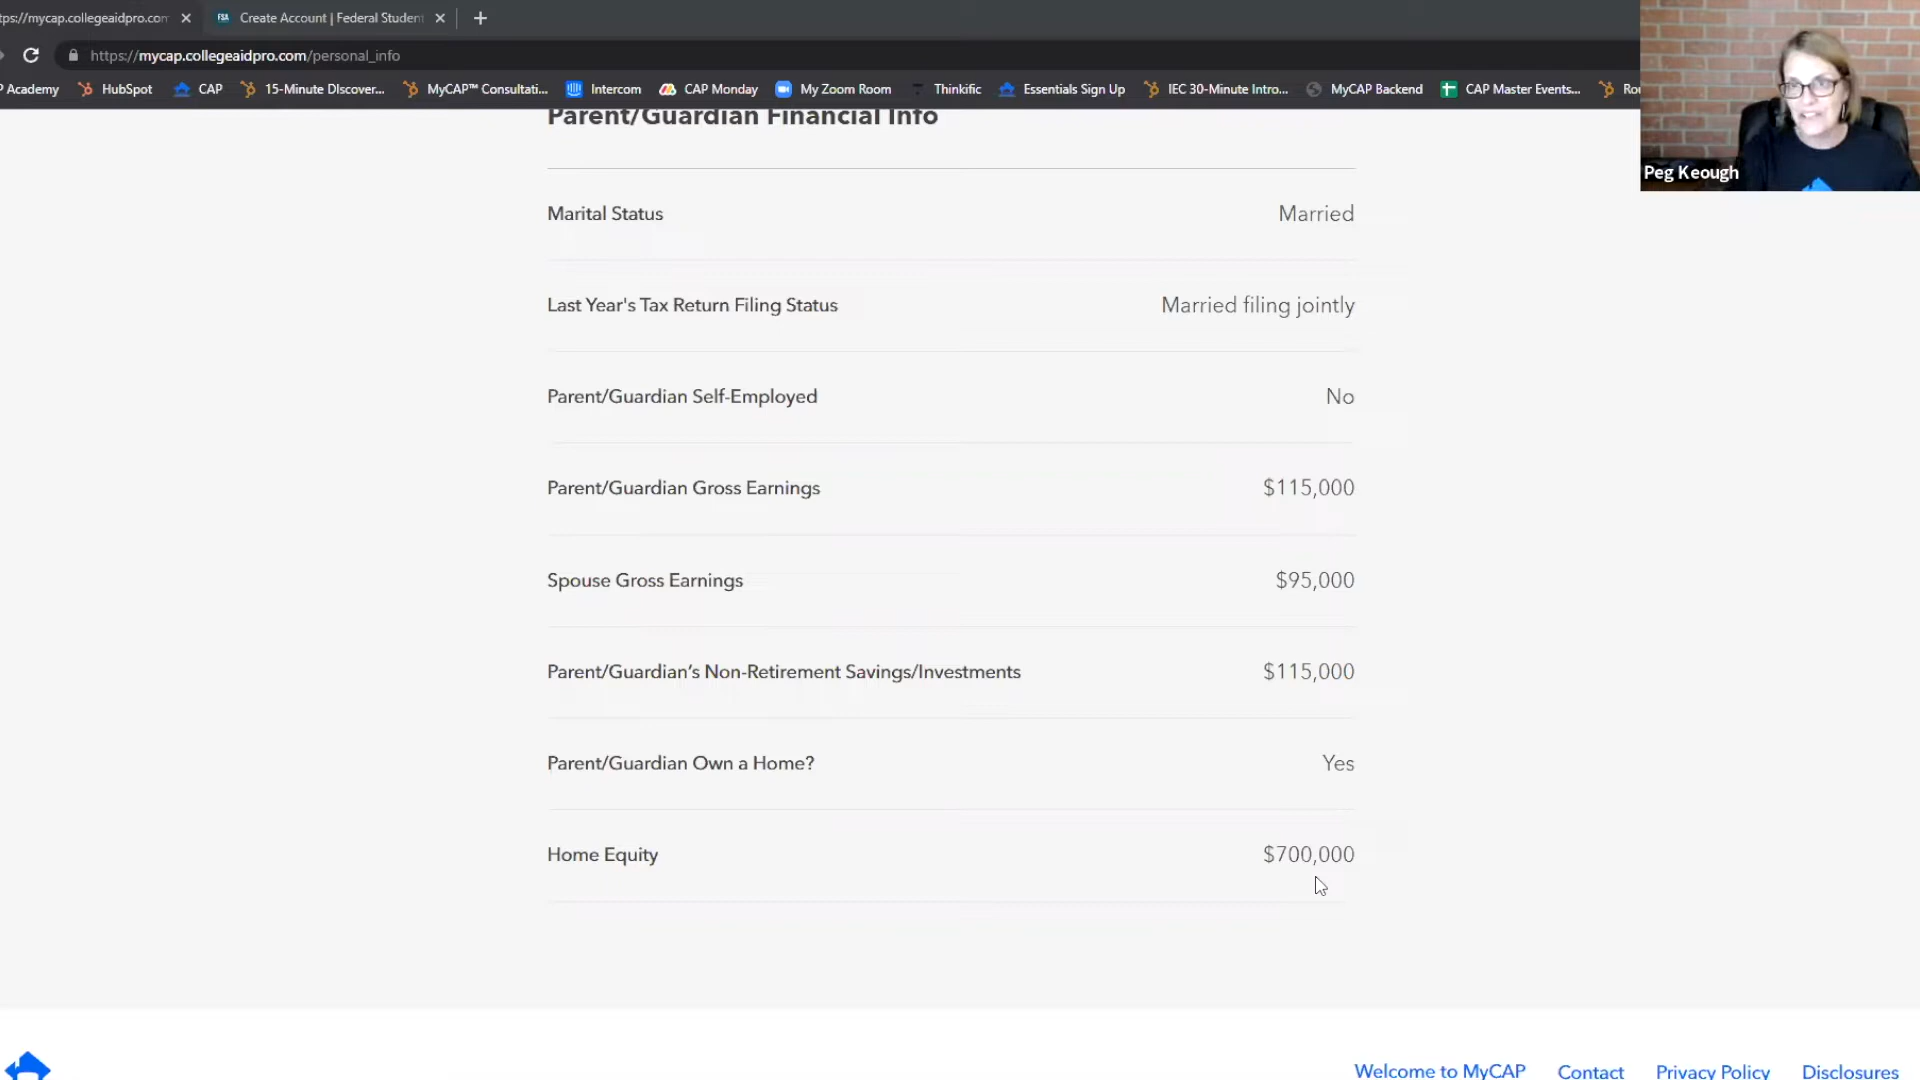 tps://mycap.collegeaidpro.com
Create Account | Federal Student
https://mycap.collegeaidpro.com/personal_info
P Academy HubSpot CAP 15-Minute DIscover... MyCAP™ Consultati... Intercom CAP Monday My Zoom Room Thinkific Essentials Sign Up IEC 30-Minute Intro... MyCAP Backend CAP Master Events...
Peg Keough
Parent/Guardian Financial Info
Marital Status Married
Last Year's Tax Return Filing Status Married filing jointly
Parent/Guardian Self-Employed No
Parent/Guardian Gross Earnings $115,000
Spouse Gross Earnings $95,000
Parent/Guardian’s Non-Retirement Savings/Investments $115,000
Parent/Guardian Own a Home? Yes
Home Equity $700,000
Welcome to MyCAP Contact Privacy Policy Disclosures